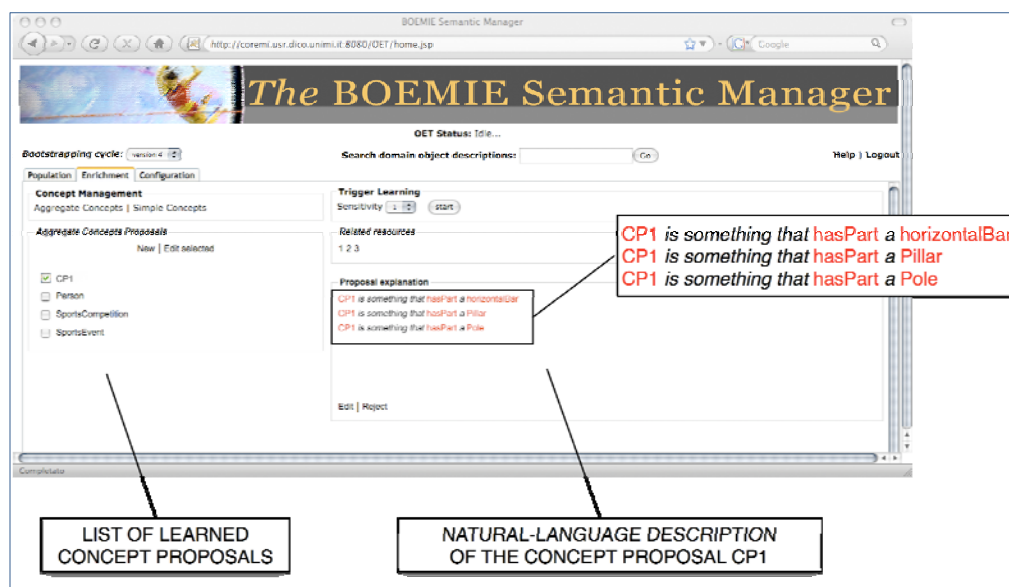 BOEMIE Semantic Manager
http://coremi.usr.dico.unimi.it:8080/OET/home.jsp
Google
The BOEMIE Semantic Manager
OET Status: Idle...
Bootstrapping cycle: version 4
Search domain object descriptions: Go
Help | Logout
Population Enrichment Configuration
Concept Management
Aggregate Concepts | Simple Concepts
Trigger Learning
Sensitivity 1 start
Aggregate Concepts Proposals
New | Edit selected
CP1
Person
SportsCompetition
SportsEvent
Related resources
1 2 3
Proposal explanation
CP1 is something that hasPart a horizontalBar
CP1 is something that hasPart a Pillar
CP1 is something that hasPart a Pole
Edit | Reject
CP1 is something that hasPart a horizontalBar
CP1 is something that hasPart a Pillar
CP1 is something that hasPart a Pole
Completato
LIST OF LEARNED
CONCEPT PROPOSALS
NATURAL-LANGUAGE DESCRIPTION
OF THE CONCEPT PROPOSAL CP1